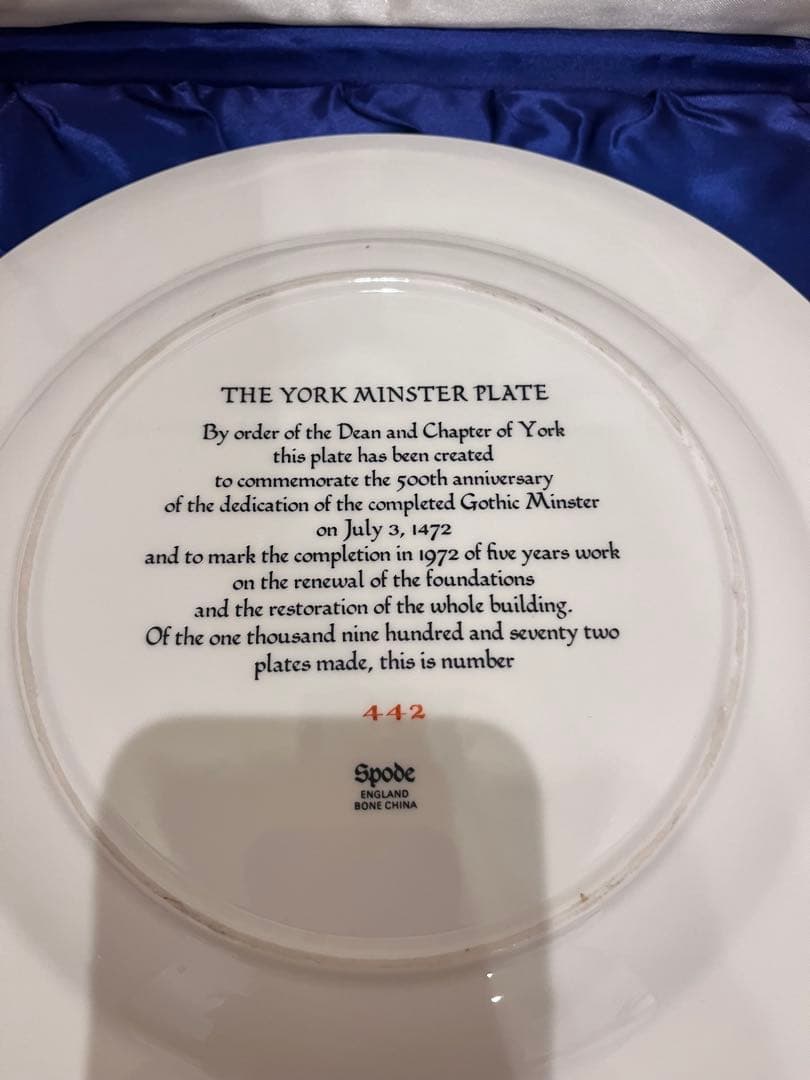 THE YORK MINSTER PLATE
By order of the Dean and Chapter of York
this plate has been created
to commemorate the 500th anniversary
of the dedication of the completed Gothic Minster
on July 3, 1472
and to mark the completion in 1972 of five years work
on the renewal of the foundations
and the restoration of the whole building.
Of the one thousand nine hundred and seventy two
plates made, this is number
442
Spode
ENGLAND
BONE CHINA